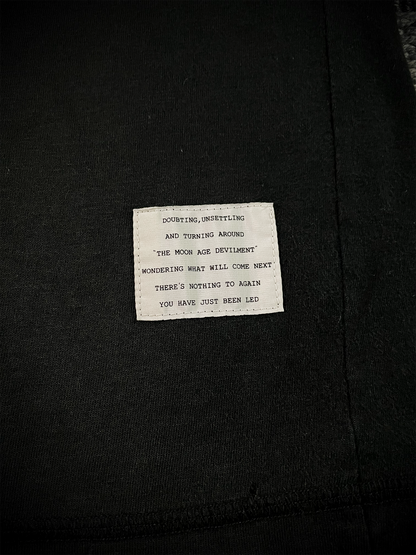 DOUBTING,UNSETTLING
AND TURNING AROUND
"THE MOON AGE DEVILMENT"
WONDERING WHAT WILL COME NEXT
THERE'S NOTHING TO AGAIN
YOU HAVE JUST BEEN LED